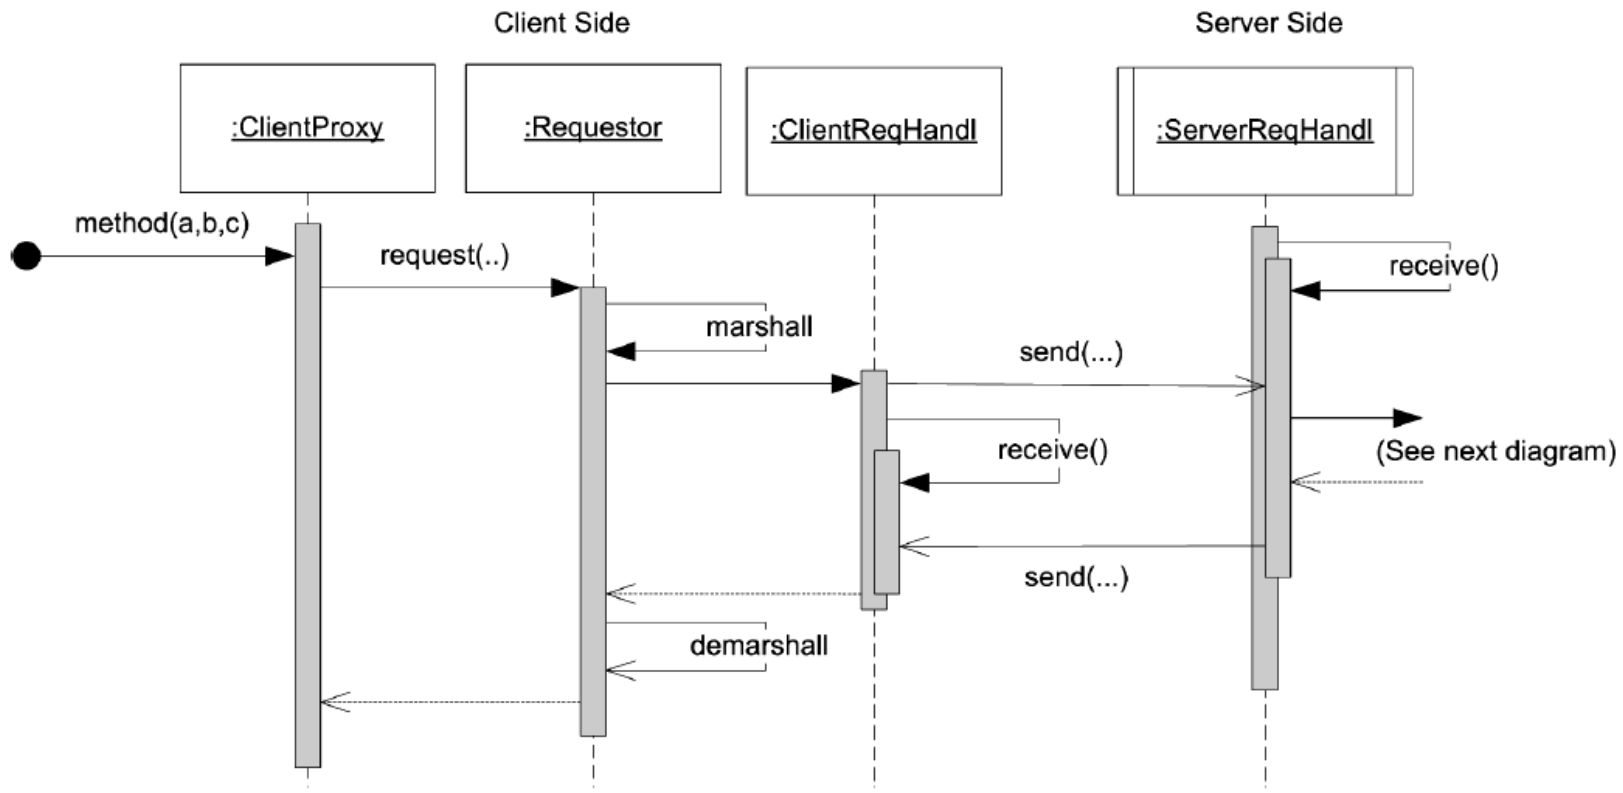 Client Side
Server Side
:ClientProxy
:Requestor
:ClientReqHandl
:ServerReqHandl
method(a,b,c)
request(..)
receive()
marshall
send(...)
receive()
(See next diagram)
send(...)
demarshall